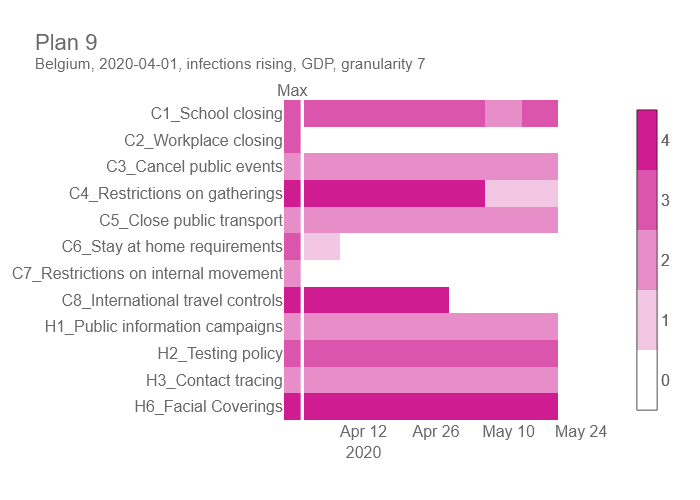 Plan 9
Belgium, 2020-04-01, infections rising, GDP, granularity 7
Max
C1_School closing
C2_Workplace closing
C3_Cancel public events
C4_Restrictions on gatherings
C5_Close public transport
C6_Stay at home requirements
C7_Restrictions on internal movement
C8_International travel controls
H1_Public information campaigns
H2_Testing policy
H3_Contact tracing
H6_Facial Coverings
Apr 12 Apr 26 May 10 May 24
2020
4
3
2
1
0